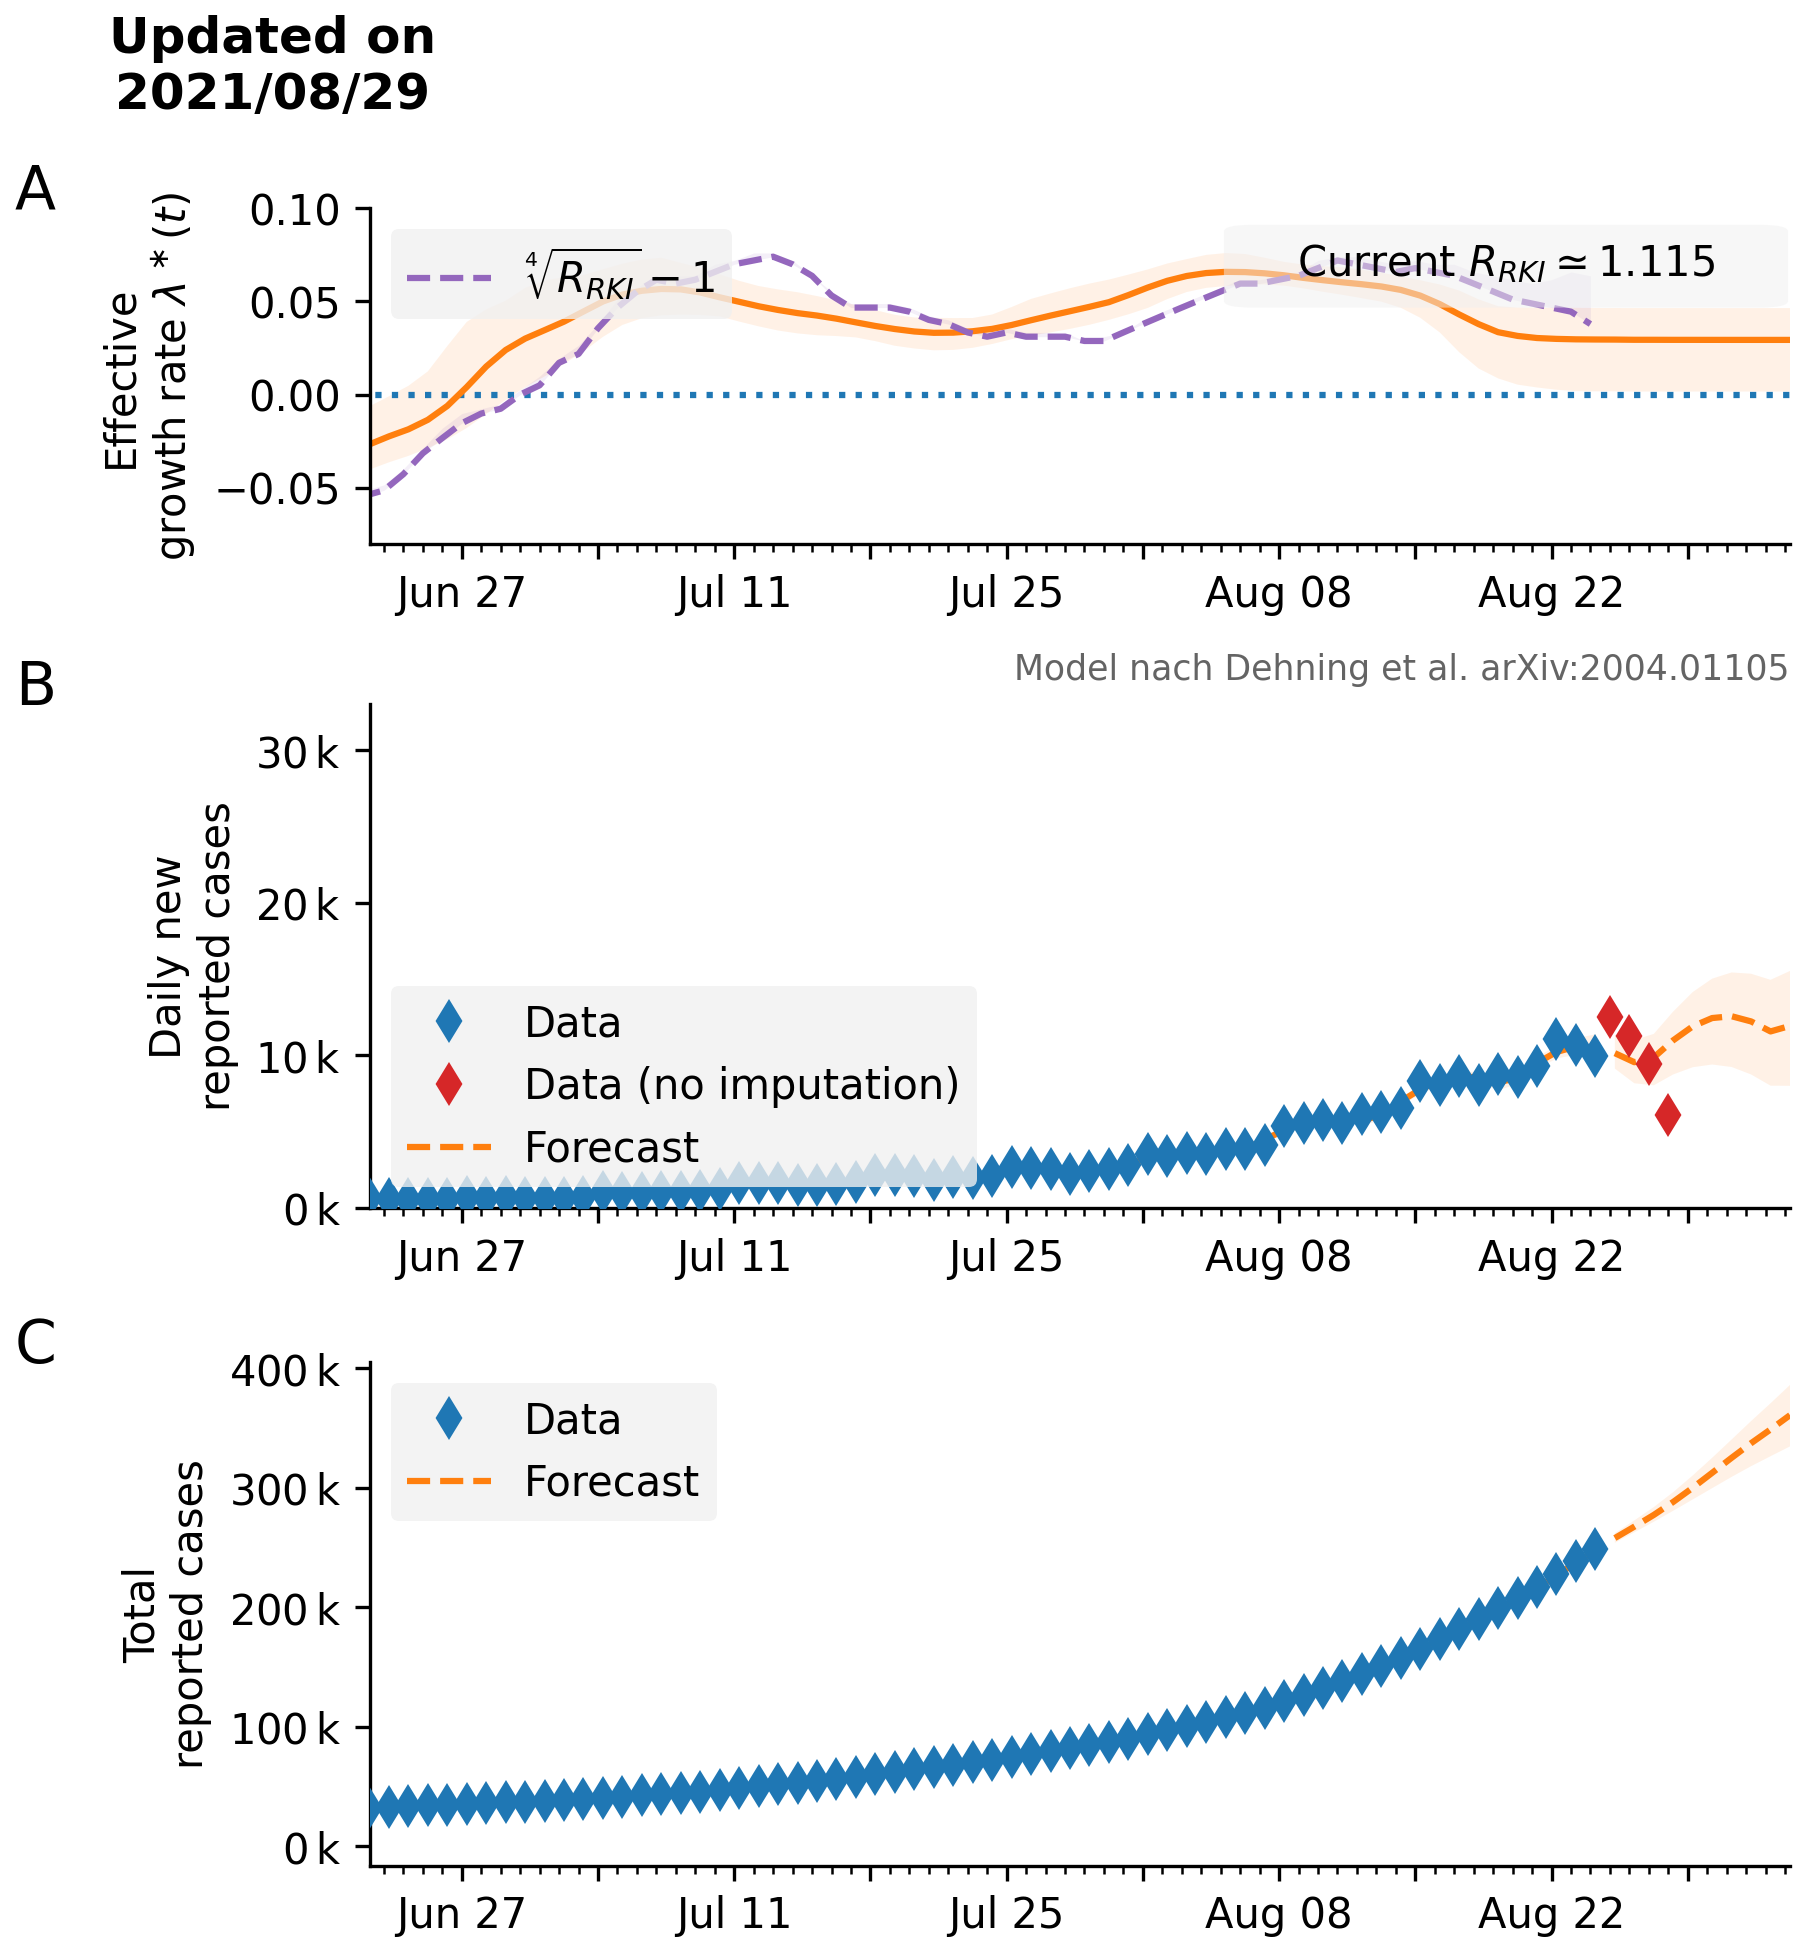 Updated on
2021/08/29
A
Effective
growth rate λ * (t)
0.10
0.05
0.00
−0.05
∜R_RKI − 1
Current R_RKI ≃ 1.115
Jun 27
Jul 11
Jul 25
Aug 08
Aug 22
B
Model nach Dehning et al. arXiv:2004.01105
Daily new
reported cases
30 k
20 k
10 k
0 k
Data
Data (no imputation)
Forecast
Jun 27
Jul 11
Jul 25
Aug 08
Aug 22
C
Total
reported cases
400 k
300 k
200 k
100 k
0 k
Data
Forecast
Jun 27
Jul 11
Jul 25
Aug 08
Aug 22